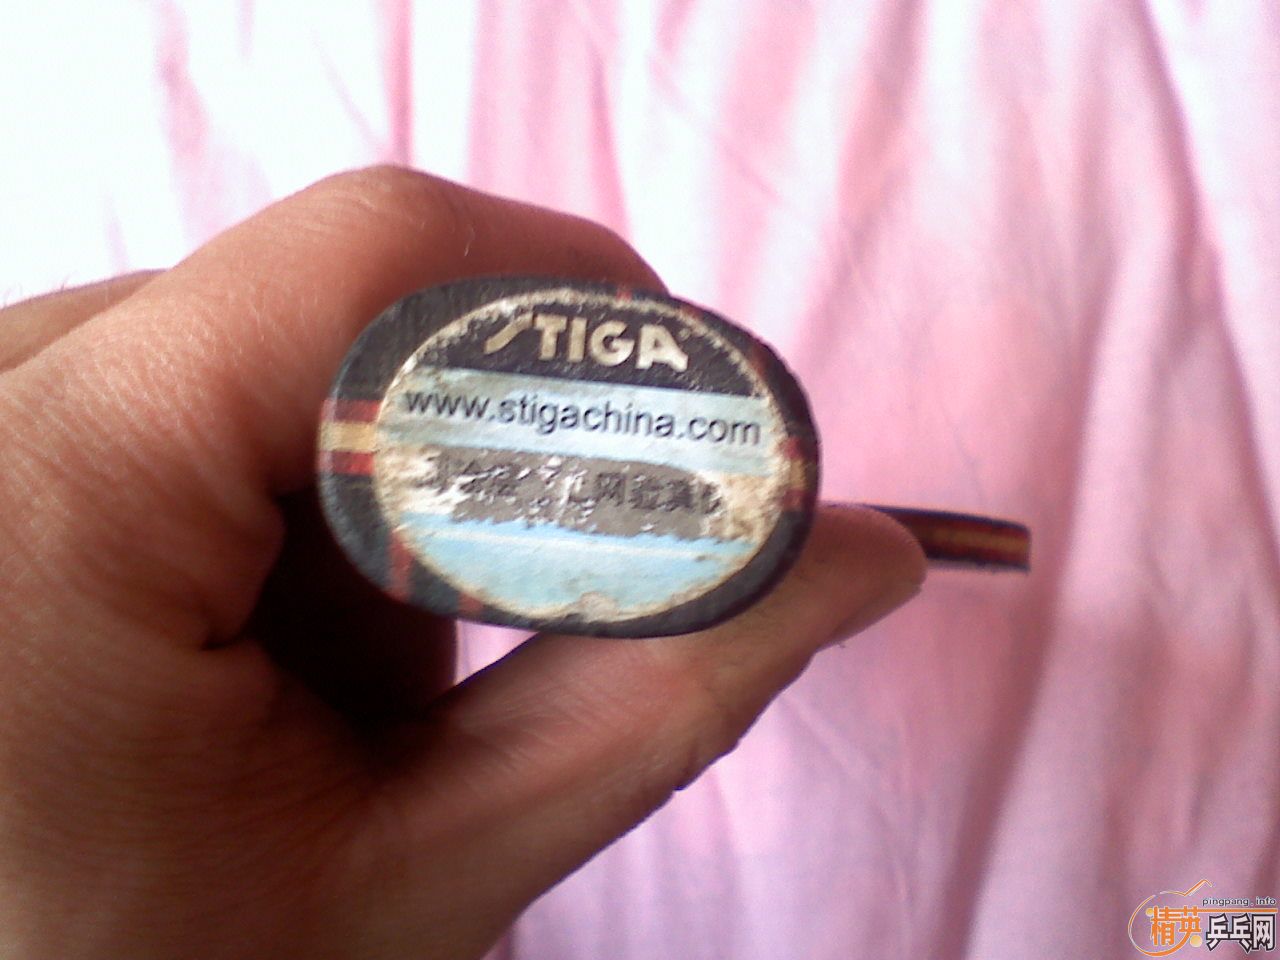 STIGA
www.stigachina.com
pingpang.info
精英乒乓网